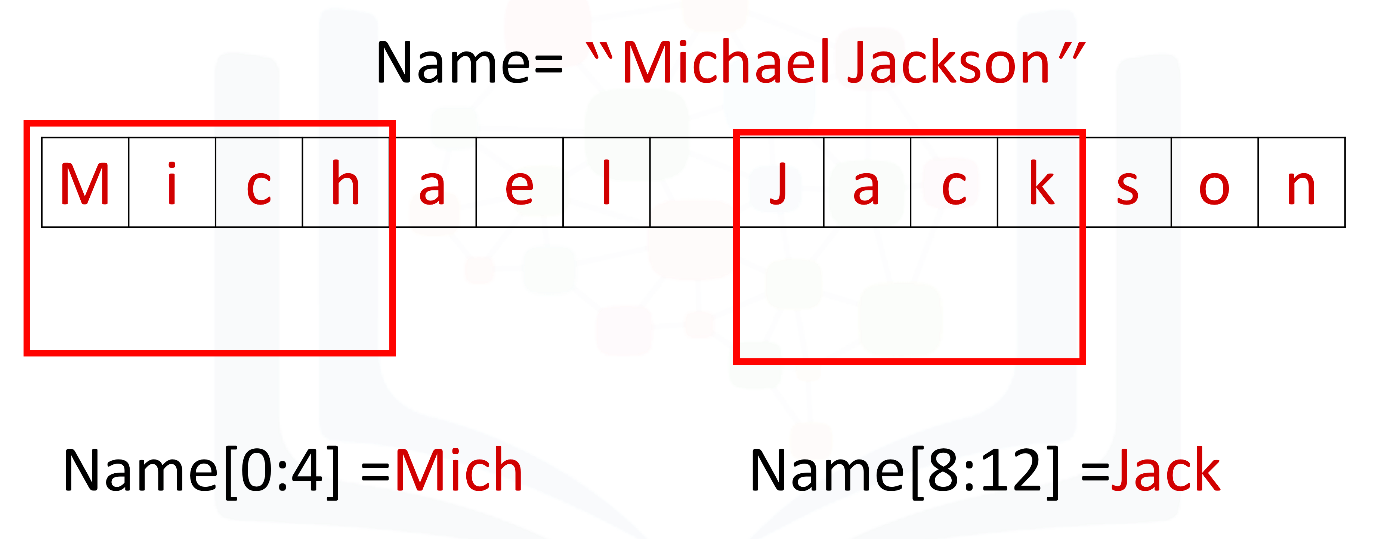 Name= “Michael Jackson”
M i c h a e l   J a c k s o n
Name[0:4] =Mich
Name[8:12] =Jack